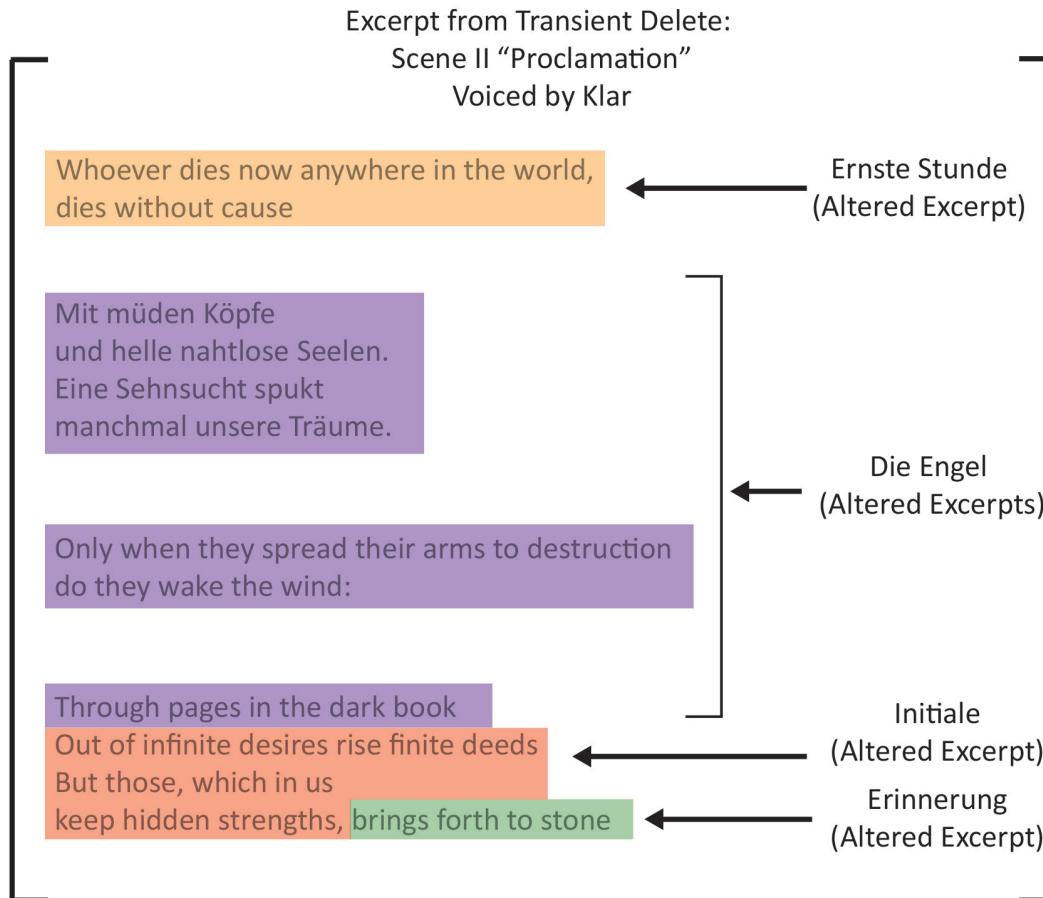 Excerpt from Transient Delete:
Scene II “Proclamation”
Voiced by Klar
Whoever dies now anywhere in the world,
dies without cause
Ernste Stunde
(Altered Excerpt)
Mit müden Köpfe
und helle nahtlose Seelen.
Eine Sehnsucht spukt
manchmal unsere Träume.
Die Engel
(Altered Excerpts)
Only when they spread their arms to destruction
do they wake the wind:
Through pages in the dark book
Out of infinite desires rise finite deeds
But those, which in us
keep hidden strengths, brings forth to stone
Initiale
(Altered Excerpt)
Erinnerung
(Altered Excerpt)